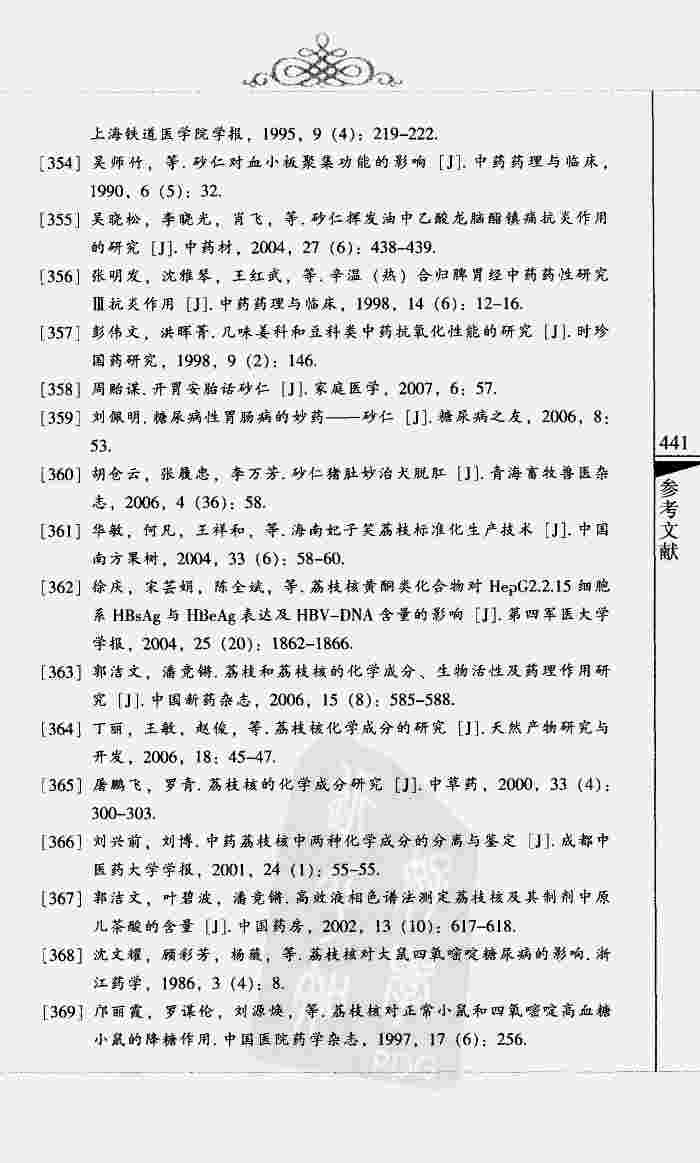 上海铁道医学院学报，1995，9（4）：219-222.
[354] 吴师竹，等.砂仁对血小板聚集功能的影响 [J].中药药理与临床，
1990，6（5）：32.
[355] 吴晓松，李晓光，肖飞，等.砂仁挥发油中乙酸龙脑酯镇痛抗炎作用
的研究 [J].中药材，2004，27（6）：438-439.
[356] 张明发，沈雅琴，王红武，等.辛温（热）合归脾胃经中药药性研究
Ⅲ抗炎作用 [J].中药药理与临床，1998，14（6）：12-16.
[357] 彭伟文，洪晖菁.几味姜科和豆科类中药抗氧化性能的研究 [J].时珍
国药研究，1998，9（2）：146.
[358] 周贻谋.开胃安胎话砂仁 [J].家庭医学，2007，6：57.
[359] 刘佩明.糖尿病性胃肠病的妙药——砂仁 [J].糖尿病之友，2006，8：
53.
[360] 胡仓云，张履忠，李万芳.砂仁猪肚妙治犬脱肛 [J].青海畜牧兽医杂
志，2006，4（36）：58.
[361] 华敏，何凡，王祥和，等.海南妃子笑荔枝标准化生产技术 [J].中国
南方果树，2004，33（6）：58-60.
[362] 徐庆，宋芸娟，陈全斌，等.荔枝核黄酮类化合物对 HepG2.2.15 细胞
系 HBsAg 与 HBeAg 表达及 HBV-DNA 含量的影响 [J].第四军医大学
学报，2004，25（20）：1862-1866.
[363] 郭洁文，潘竞锵.荔枝和荔枝核的化学成分、生物活性及药理作用研
究 [J].中国新药杂志，2006，15（8）：585-588.
[364] 丁丽，王敏，赵俊，等.荔枝核化学成分的研究 [J].天然产物研究与
开发，2006，18：45-47.
[365] 屠鹏飞，罗青.荔枝核的化学成分研究 [J].中草药，2000，33（4）：
300-303.
[366] 刘兴前，刘博.中药荔枝核中两种化学成分的分离与鉴定 [J].成都中
医药大学学报，2001，24（1）：55-55.
[367] 郭洁文，叶碧波，潘竞锵.高效液相色谱法测定荔枝核及其制剂中原
儿茶酸的含量 [J].中国药房，2002，13（10）：617-618.
[368] 沈文耀，顾彩芳，杨薇，等.荔枝核对大鼠四氧嘧啶糖尿病的影响.浙
江药学，1986，3（4）：8.
[369] 邝丽霞，罗谋伦，刘源焕，等.荔枝核对正常小鼠和四氧嘧啶高血糖
小鼠的降糖作用.中国医院药学杂志，1997，17（6）：256.
441
参考文献
PDG